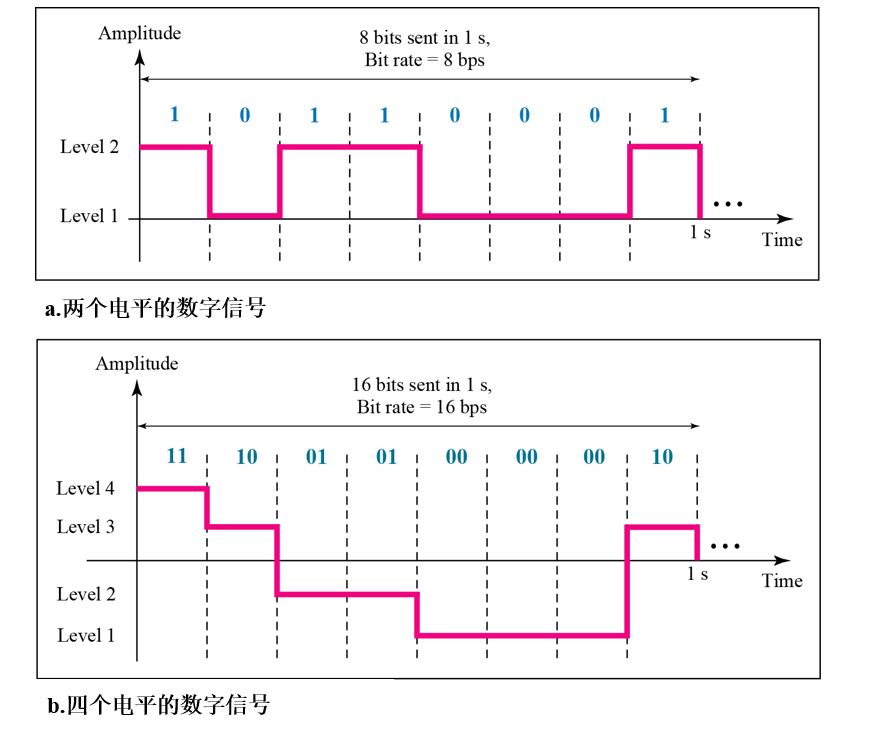 Amplitude
8 bits sent in 1 s,
Bit rate = 8 bps
1 0 1 1 0 0 0 1
Level 2
Level 1
1 s
Time
a.两个电平的数字信号
Amplitude
16 bits sent in 1 s,
Bit rate = 16 bps
11 10 01 01 00 00 00 10
Level 4
Level 3
1 s
Time
Level 2
Level 1
b.四个电平的数字信号